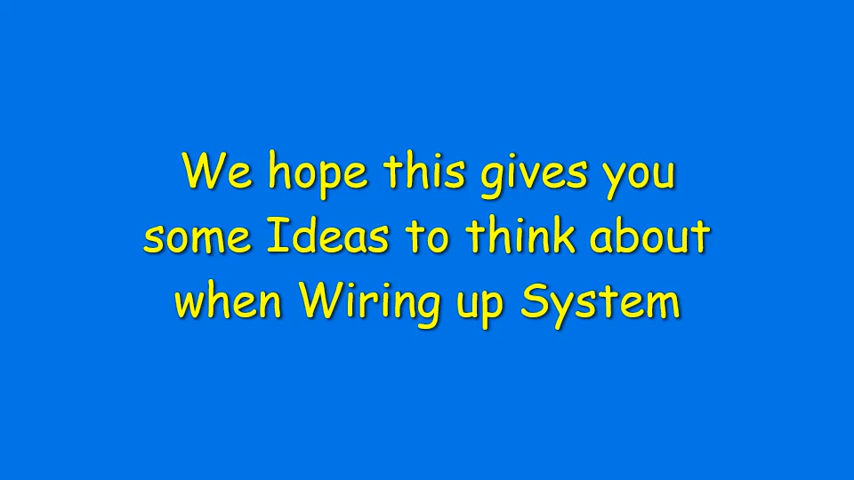 We hope this gives you
some Ideas to think about
when Wiring up System